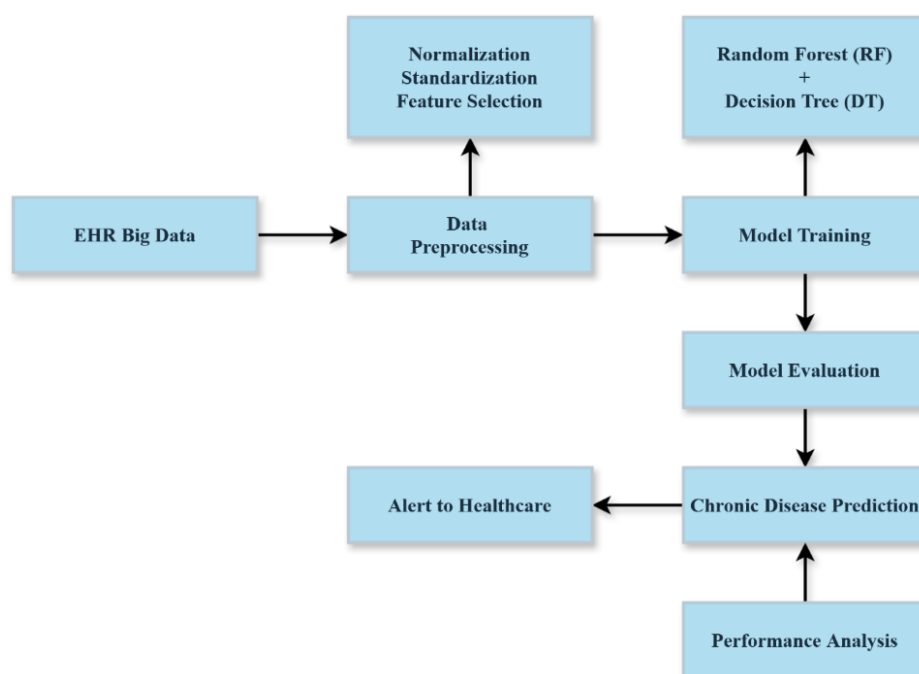 Normalization
Standardization
Feature Selection
Random Forest (RF)
+
Decision Tree (DT)
EHR Big Data
Data
Preprocessing
Model Training
Model Evaluation
Alert to Healthcare
Chronic Disease Prediction
Performance Analysis